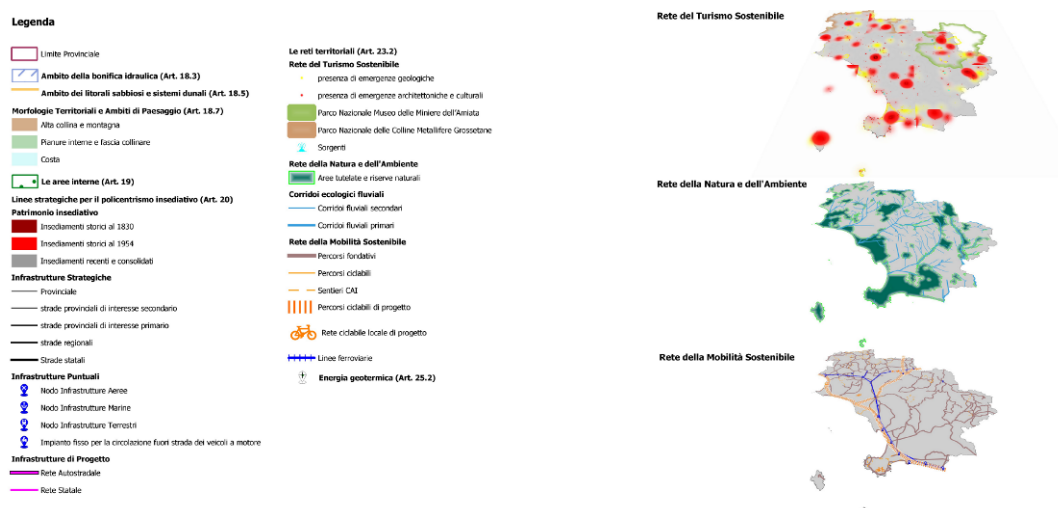 Legenda
Limite Provinciale
Ambito della bonifica idraulica (Art. 18.3)
Ambito dei litorali sabbiosi e sistemi dunali (Art. 18.5)
Morfologie Territoriali e Ambiti di Paesaggio (Art. 18.7)
Alta collina e montagna
Pianure interne e fascia collinare
Costa
Le aree interne (Art. 19)
Linee strategiche per il policentrismo insediativo (Art. 20)
Patrimonio insediativo
Insediamenti storici al 1830
Insediamenti storici al 1954
Insediamenti recenti e consolidati
Infrastrutture Strategiche
Provinciale
strade provinciali di interesse secondario
strade provinciali di interesse primario
strade regionali
Strade statali
Infrastrutture Puntuali
Nodo Infrastrutture Aeree
Nodo Infrastrutture Marine
Nodo Infrastrutture Terrestri
Impianto fisso per la circolazione fuori strada dei veicoli a motore
Infrastrutture di Progetto
Rete Autostradale
Rete Statale
Le reti territoriali (Art. 23.2)
Rete del Turismo Sostenibile
presenza di emergenze geologiche
presenza di emergenze architettoniche e culturali
Parco Nazionale Museo delle Miniere dell'Amiata
Parco Nazionale delle Colline Metallifere Grossetane
Sorgenti
Rete della Natura e dell'Ambiente
Aree tutelate e riserve naturali
Corridoi ecologici fluviali
Corridoi fluviali secondari
Corridoi fluviali primari
Rete della Mobilità Sostenibile
Percorsi fondativi
Percorsi ciclabili
Sentieri CAI
Percorsi ciclabili di progetto
Rete ciclabile locale di progetto
Linee ferroviarie
Energia geotermica (Art. 25.2)
Rete del Turismo Sostenibile
Rete della Natura e dell'Ambiente
Rete della Mobilità Sostenibile